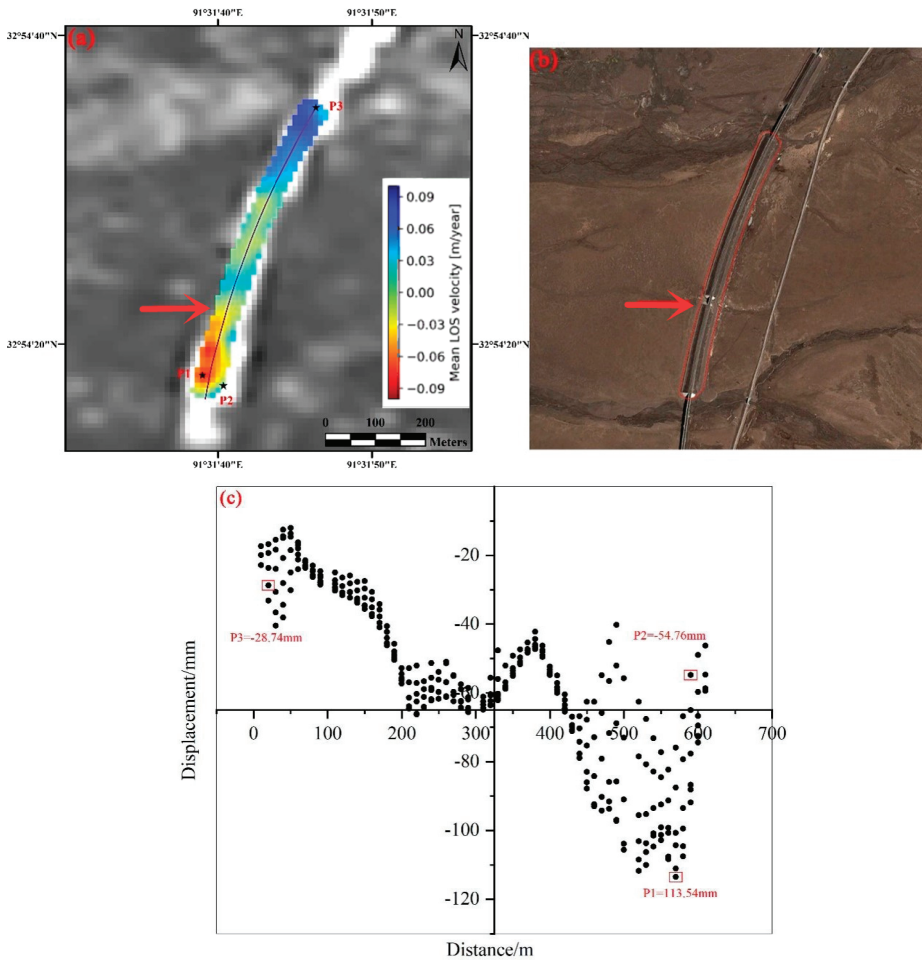 91°31'40"E
91°31'50"E
32°54'40"N
(a)
N
32°54'40"N
P3
0.09
0.06
0.03
0.00
−0.03
−0.06
−0.09
Mean LOS velocity [m/year]
32°54'20"N
P1
P2
32°54'20"N
0
100
200
Meters
91°31'40"E
91°31'50"E
(b)
(c)
-20
-40
-60
-80
-100
-120
P3=-28.74mm
P2=-54.76mm
P1=113.54mm
0
100
200
300
400
500
600
700
Displacement/mm
Distance/m